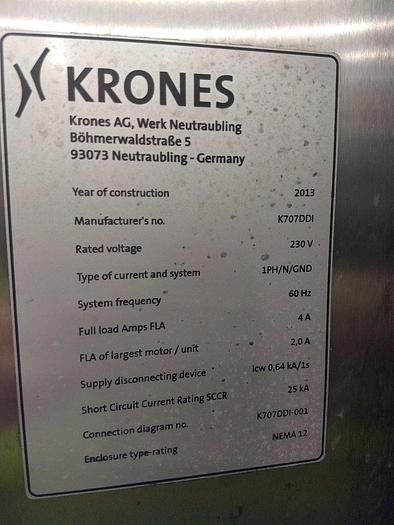 KRONES
Krones AG, Werk Neutraubling
Böhmerwaldstraße 5
93073 Neutraubling - Germany
Year of construction 2013
Manufacturer's no. K707DDI
Rated voltage 230 V
Type of current and system 1PH/N/GND
System frequency 60 Hz
Full load Amps FLA 4 A
FLA of largest motor / unit 2,0 A
Supply disconnecting device Icw 0,64 kA/1s
Short Circuit Current Rating SCCR 25 kA
Connection diagram no. K707DDI-001
Enclosure type-rating NEMA 12